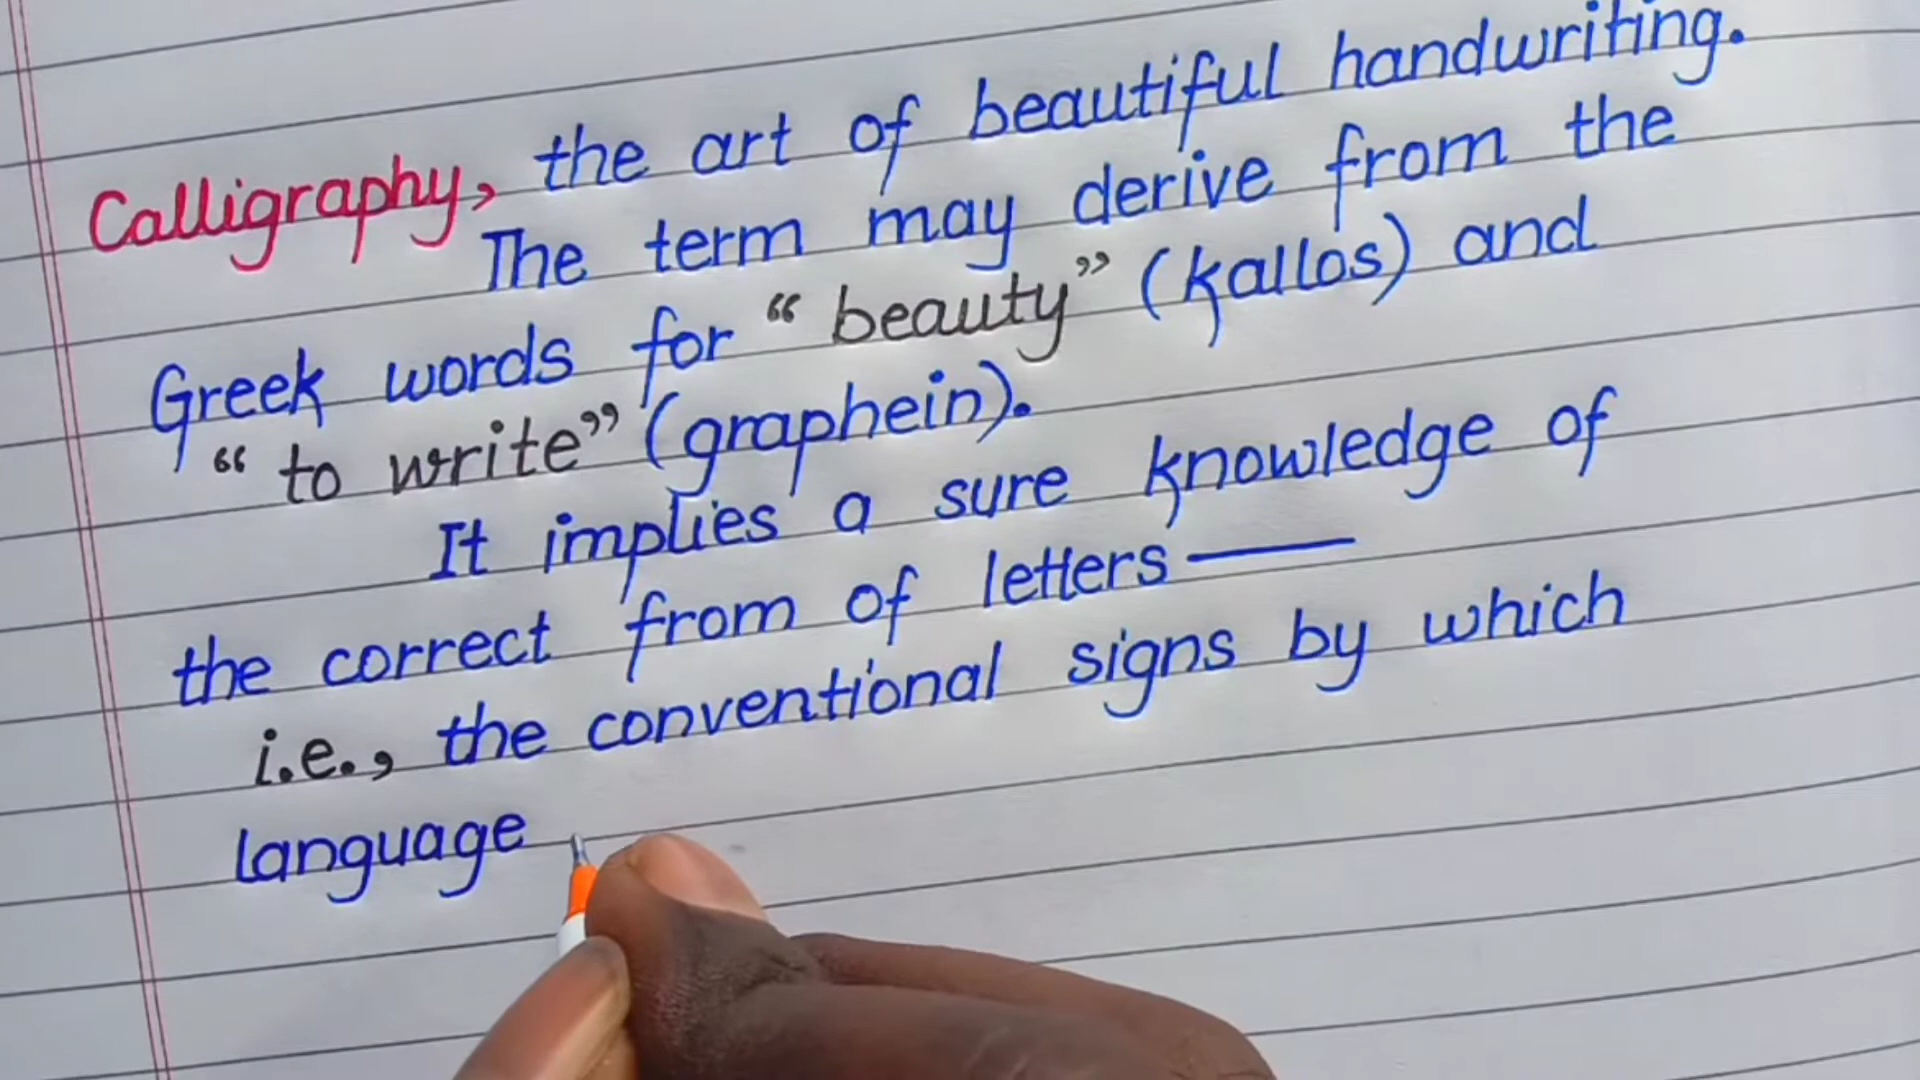 Calligraphy, the art of beautiful handwriting.
The term may derive from the
Greek words for “beauty” (kallos) and
“to write” (graphein).
It implies a sure knowledge of
the correct from of letters —
i.e., the conventional signs by which
language